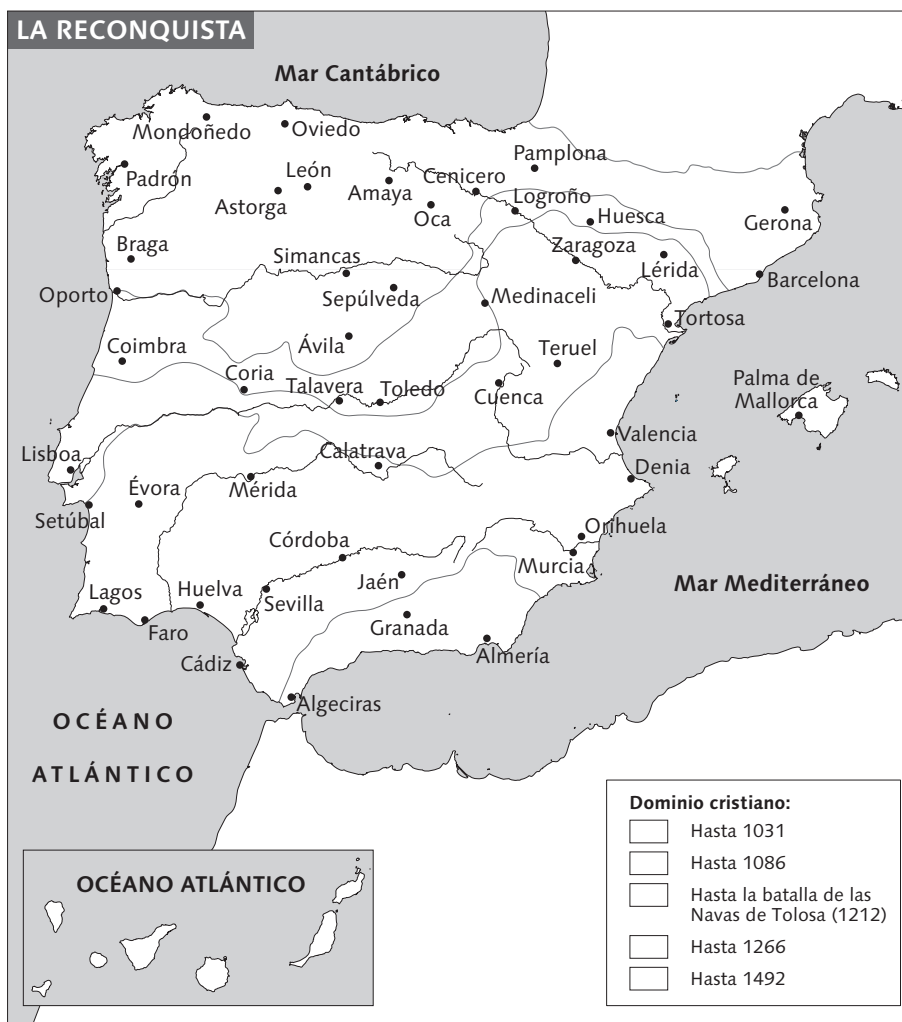 LA RECONQUISTA
Mar Cantábrico
Mondoñedo
Oviedo
Pamplona
Padrón
León
Cenicero
Astorga
Amaya
Logroño
Oca
Huesca
Gerona
Braga
Simancas
Zaragoza
Lérida
Barcelona
Oporto
Sepúlveda
Medinaceli
Tortosa
Coimbra
Ávila
Teruel
Coria
Talavera
Toledo
Cuenca
Palma de
Mallorca
Valencia
Lisboa
Calatrava
Denia
Évora
Mérida
Setúbal
Orihuela
Córdoba
Murcia
Jaén
Mar Mediterráneo
Lagos
Huelva
Sevilla
Granada
Faro
Almería
Cádiz
Algeciras
OCÉANO
ATLÁNTICO
Dominio cristiano:
Hasta 1031
Hasta 1086
Hasta la batalla de las
Navas de Tolosa (1212)
Hasta 1266
Hasta 1492
OCÉANO ATLÁNTICO